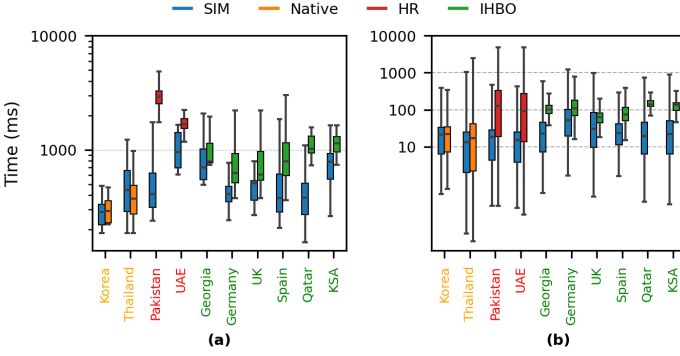 SIM Native HR IHBO
Time (ms)
10000
1000
Korea
Thailand
Pakistan
UAE
Georgia
Germany
UK
Spain
Qatar
KSA
(a)
10000
1000
100
10
Korea
Thailand
Pakistan
UAE
Georgia
Germany
UK
Spain
Qatar
KSA
(b)